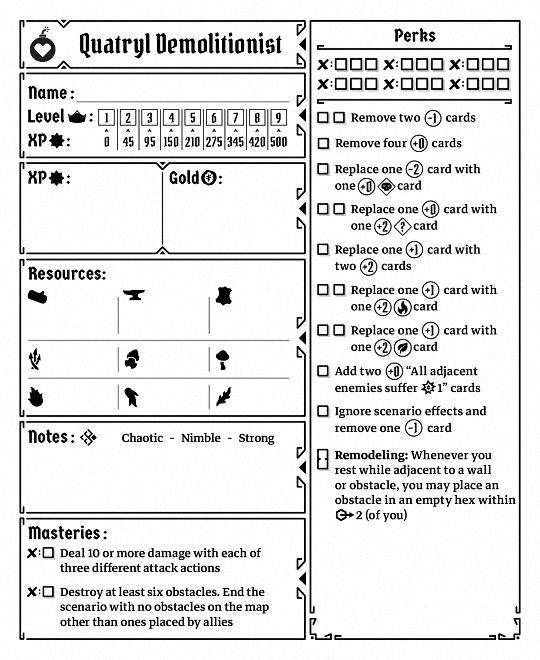 Quatryl Demolitionist
Name:
Level :
1 2 3 4 5 6 7 8 9
XP : 0 45 95 150 210 275 345 420 500
XP :
Gold :
Resources:
Notes: Chaotic - Nimble - Strong
Masteries:
Deal 10 or more damage with each of
three different attack actions
Destroy at least six obstacles. End the
scenario with no obstacles on the map
other than ones placed by allies
Perks
Remove two -1 cards
Remove four +0 cards
Replace one -2 card with
one +0 card
Replace one +0 card with
one +2 ? card
Replace one +1 card with
two +2 cards
Replace one +1 card with
one +2 card
Replace one +1 card with
one +2 card
Add two +0 “All adjacent
enemies suffer 1” cards
Ignore scenario effects and
remove one -1 card
Remodeling: Whenever you
rest while adjacent to a wall
or obstacle, you may place an
obstacle in an empty hex within
2 (of you)